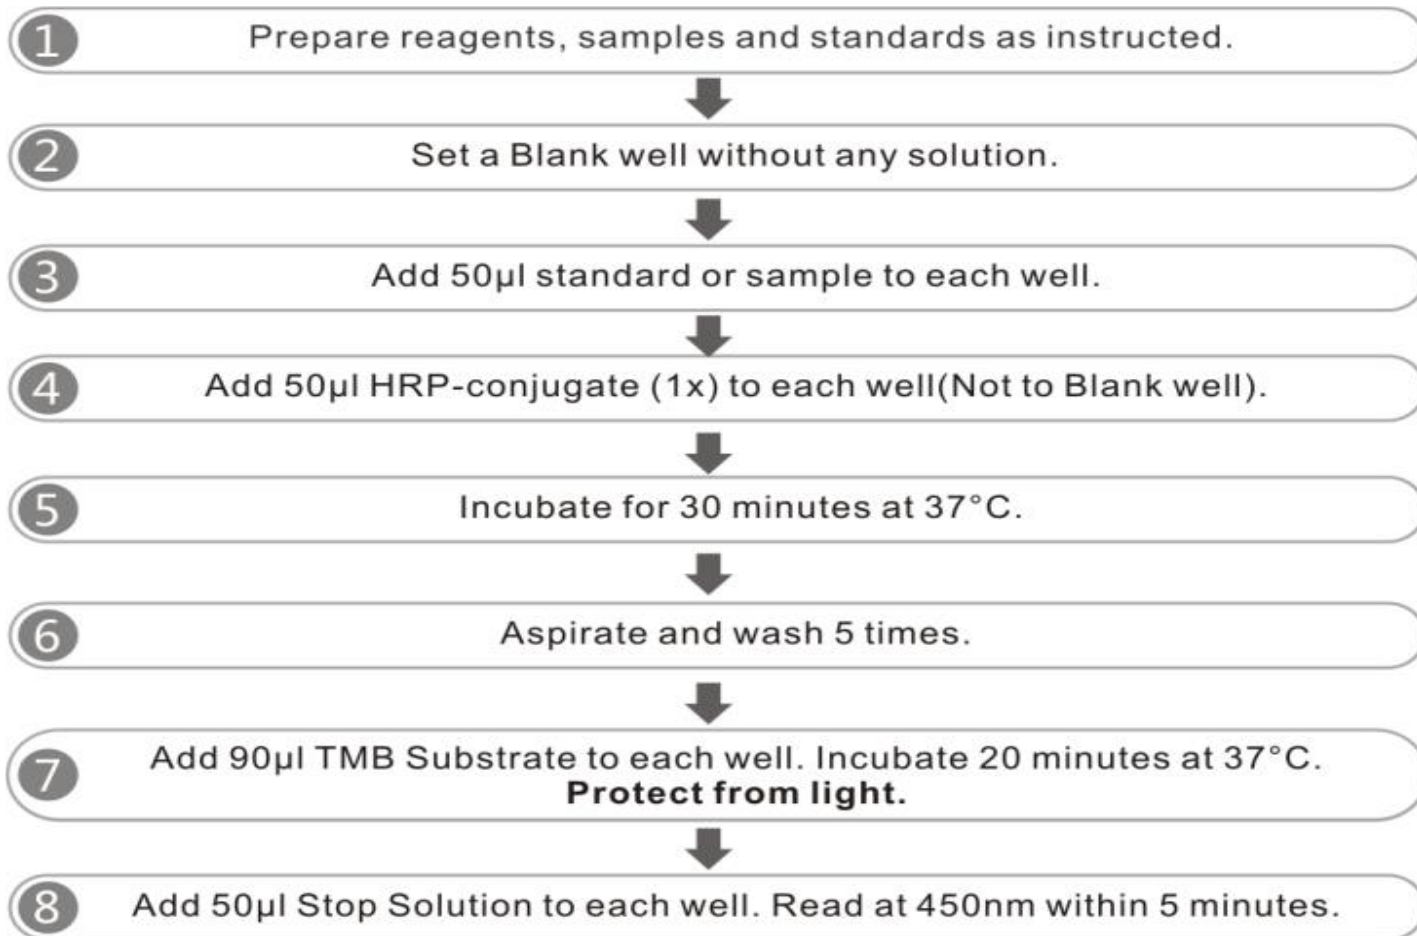 1 Prepare reagents, samples and standards as instructed.
2 Set a Blank well without any solution.
3 Add 50µl standard or sample to each well.
4 Add 50µl HRP-conjugate (1x) to each well(Not to Blank well).
5 Incubate for 30 minutes at 37°C.
6 Aspirate and wash 5 times.
7 Add 90µl TMB Substrate to each well. Incubate 20 minutes at 37°C.
Protect from light.
8 Add 50µl Stop Solution to each well. Read at 450nm within 5 minutes.